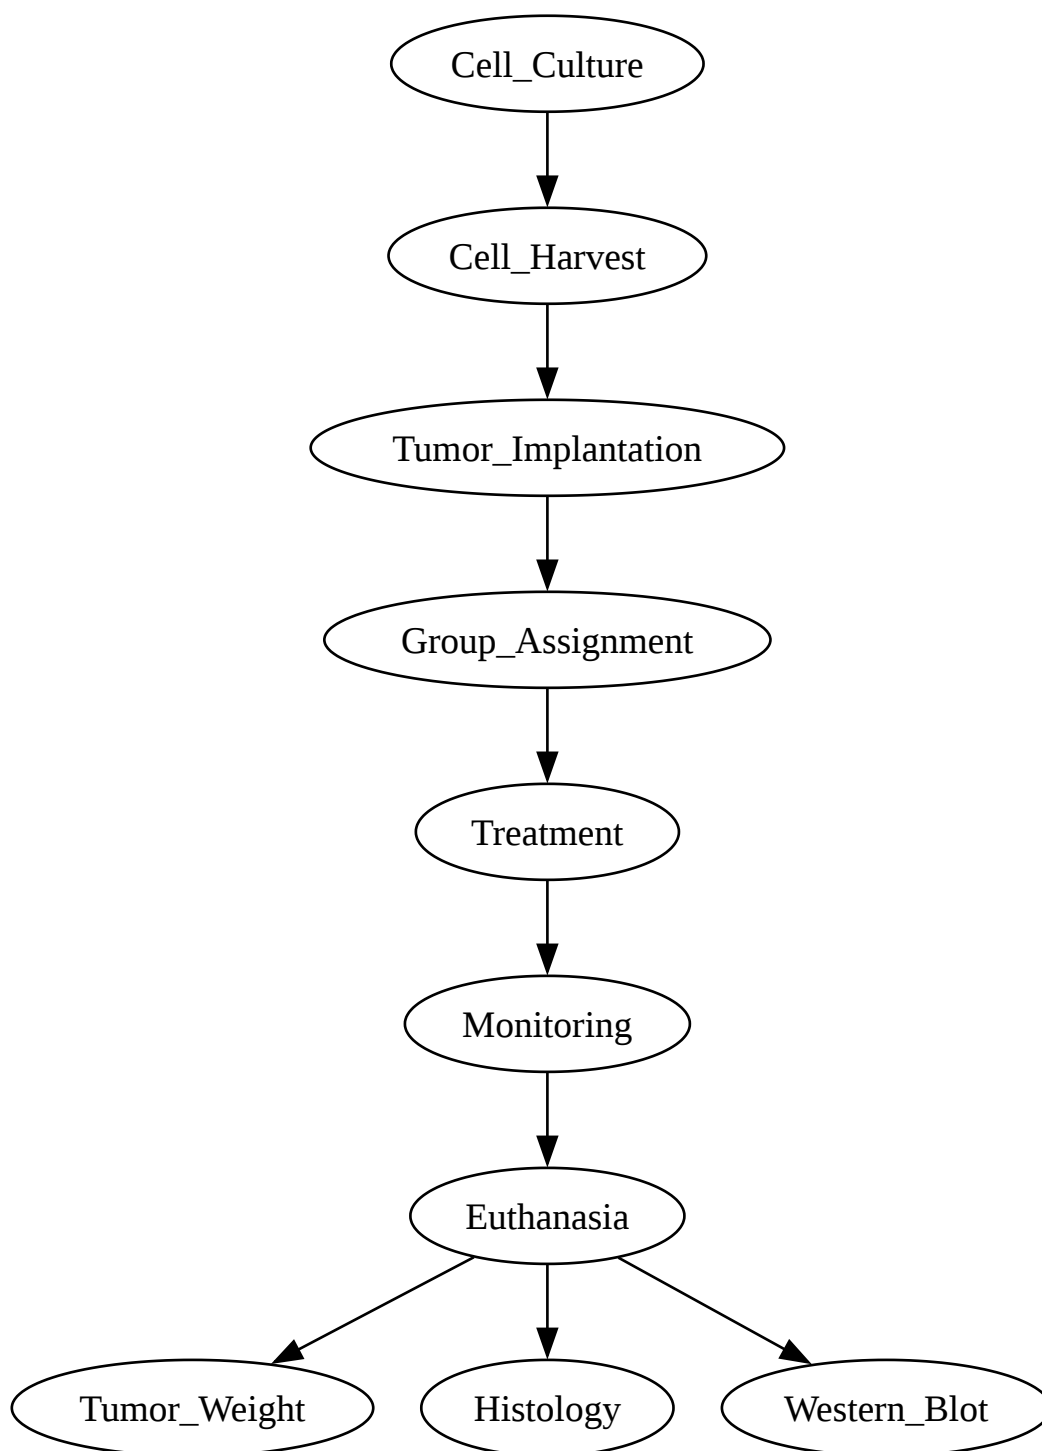 Cell_Culture
Cell_Harvest
Tumor_Implantation
Group_Assignment
Treatment
Monitoring
Euthanasia
Tumor_Weight
Histology
Western_Blot